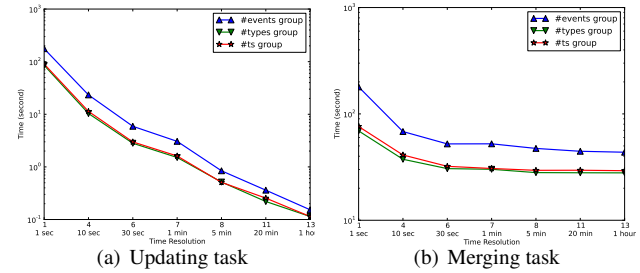 10^3
10^2
10^1
10^0
10^-1
Time (second)
#events group
#types group
#ts group
1 4 6 7 8 11 13
1 sec 10 sec 30 sec 1 min 5 min 20 min 1 hour
Time Resolution
(a) Updating task
10^3
10^2
10^1
Time (second)
#events group
#types group
#ts group
1 4 6 7 8 11 13
1 sec 10 sec 30 sec 1 min 5 min 20 min 1 hour
Time Resolution
(b) Merging task